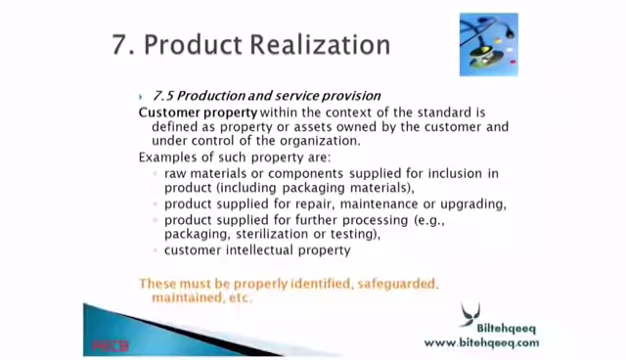 7. Product Realization
7.5 Production and service provision
Customer property within the context of the standard is
defined as property or assets owned by the customer and
under control of the organization.
Examples of such property are:
raw materials or components supplied for inclusion in
product (including packaging materials),
product supplied for repair, maintenance or upgrading,
product supplied for further processing (e.g.,
packaging, sterilization or testing),
customer intellectual property
These must be properly identified, safeguarded,
maintained, etc.
PECB
Biltehqeeq
www.biltehqeeq.com